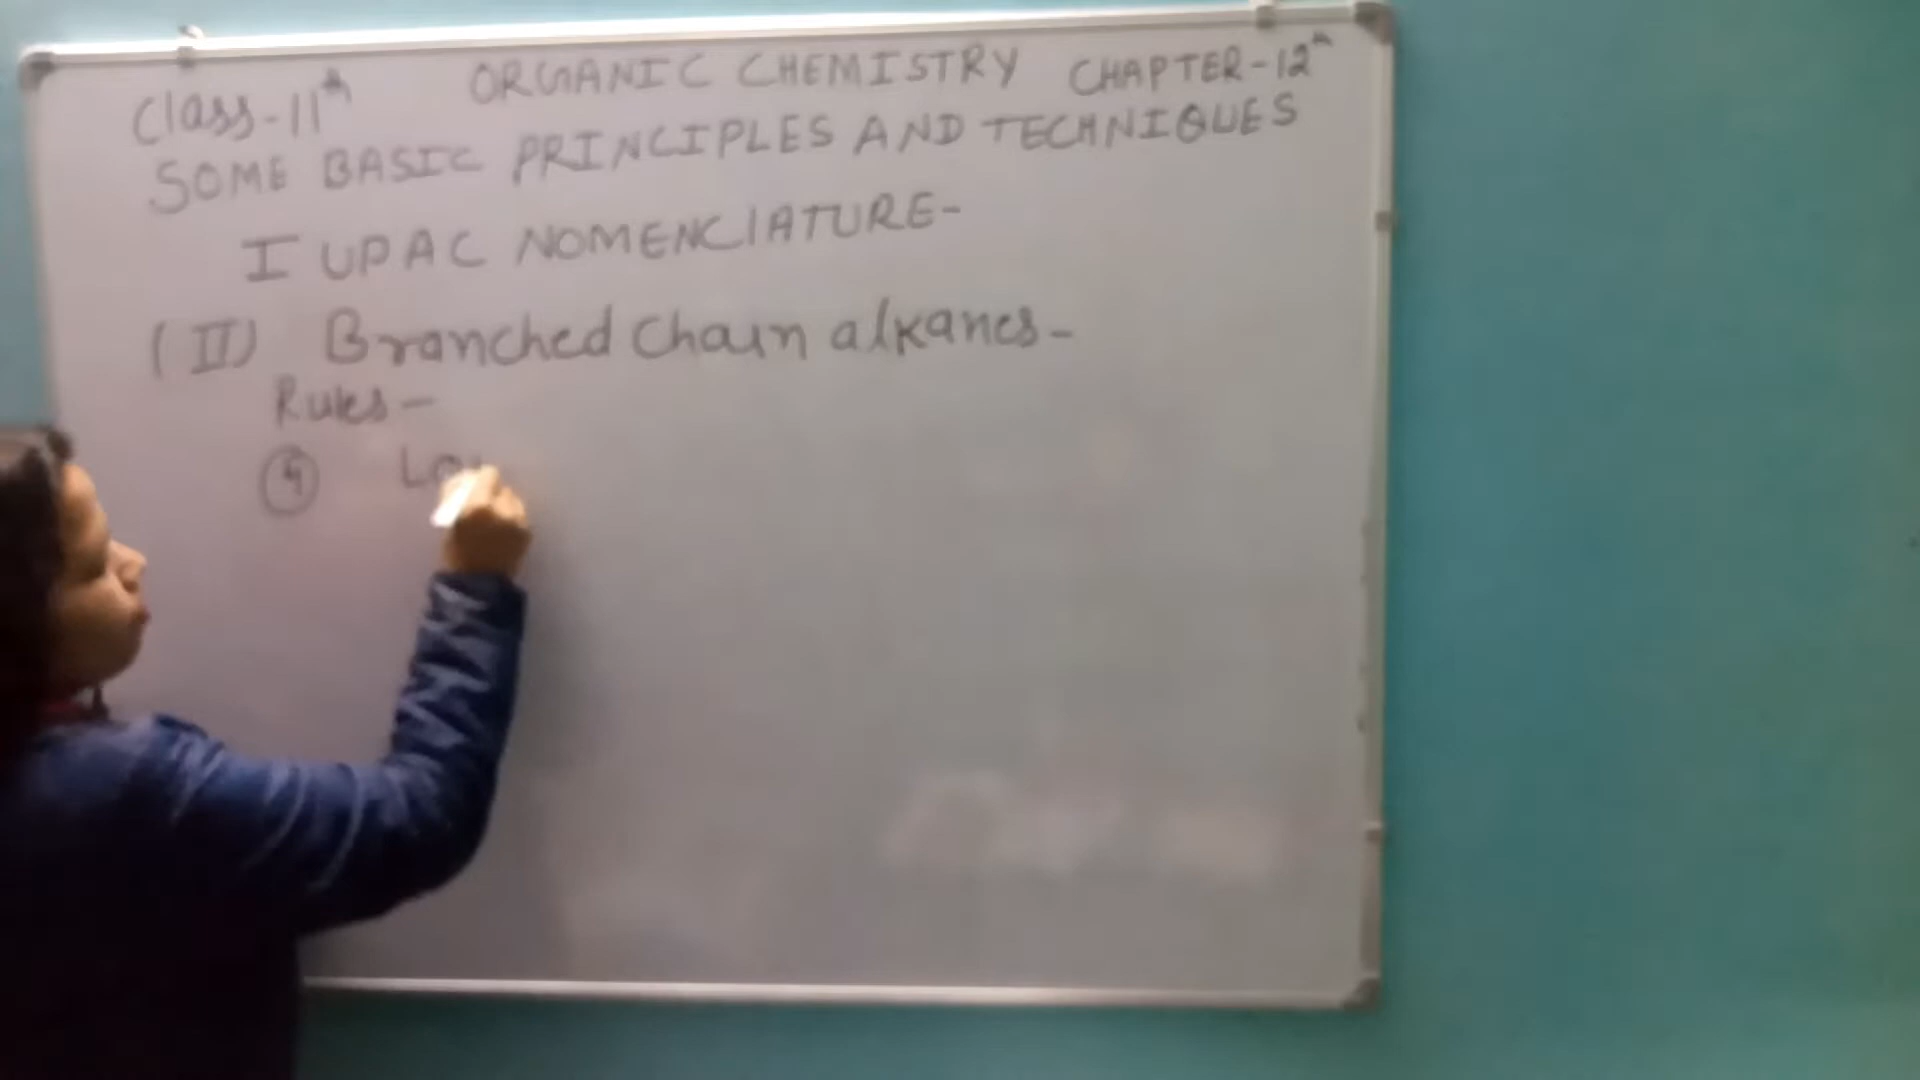 Class-11th ORGANIC CHEMISTRY CHAPTER-12th
SOME BASIC PRINCIPLES AND TECHNIQUES
IUPAC NOMENClATURE-
(II) Branched Chain alkanes-
Rules-
④